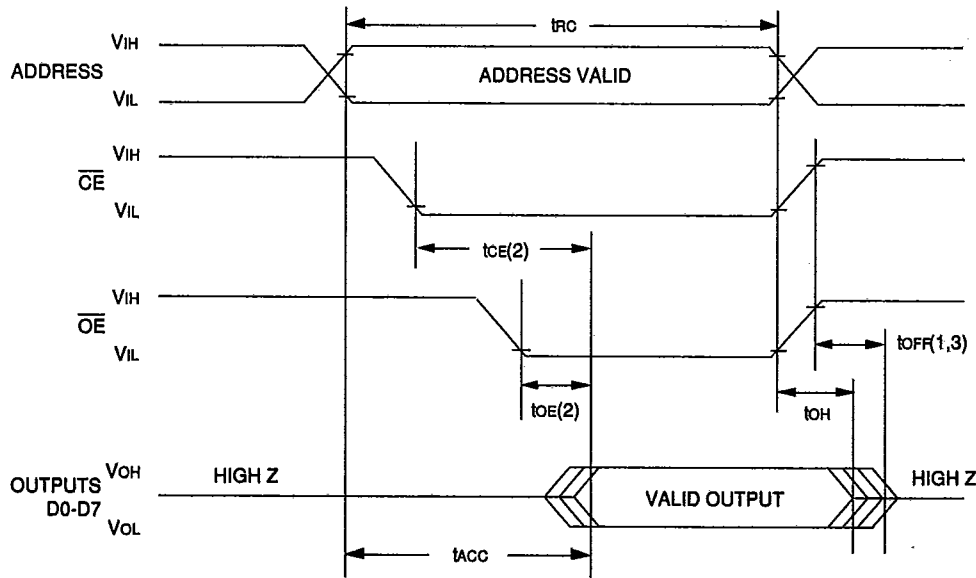 tRC
VIH
ADDRESS
ADDRESS VALID
VIL
VIH
CE
VIL
tCE(2)
VIH
OE
VIL
tOFF(1,3)
tOE(2)
tOH
VOH
HIGH Z
OUTPUTS
D0-D7
VALID OUTPUT
HIGH Z
VOL
tACC